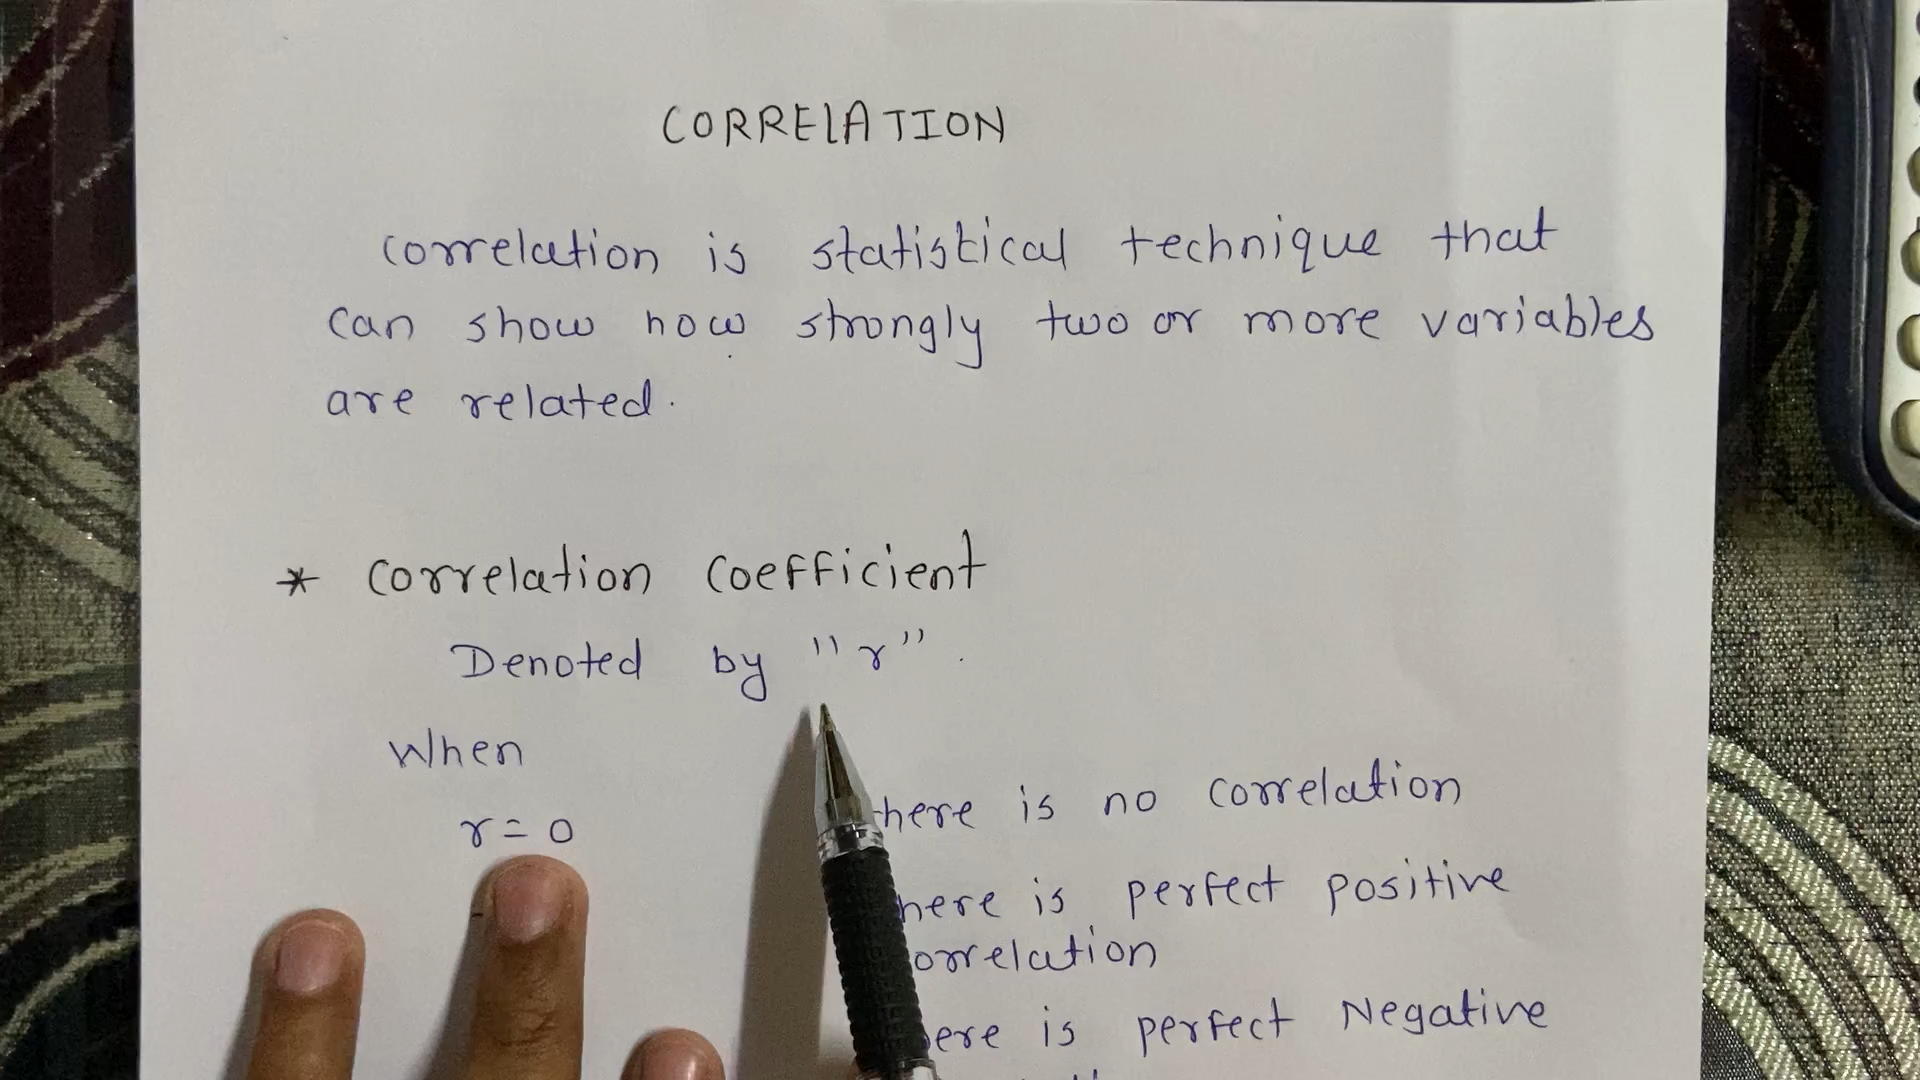 CORRELATION
correlation is statistical technique that
can show how strongly two or more variables
are related.
* Correlation Coefficient
Denoted by "r".
When
r = 0
here is no correlation
here is perfect positive
orrelation
ere is perfect Negative